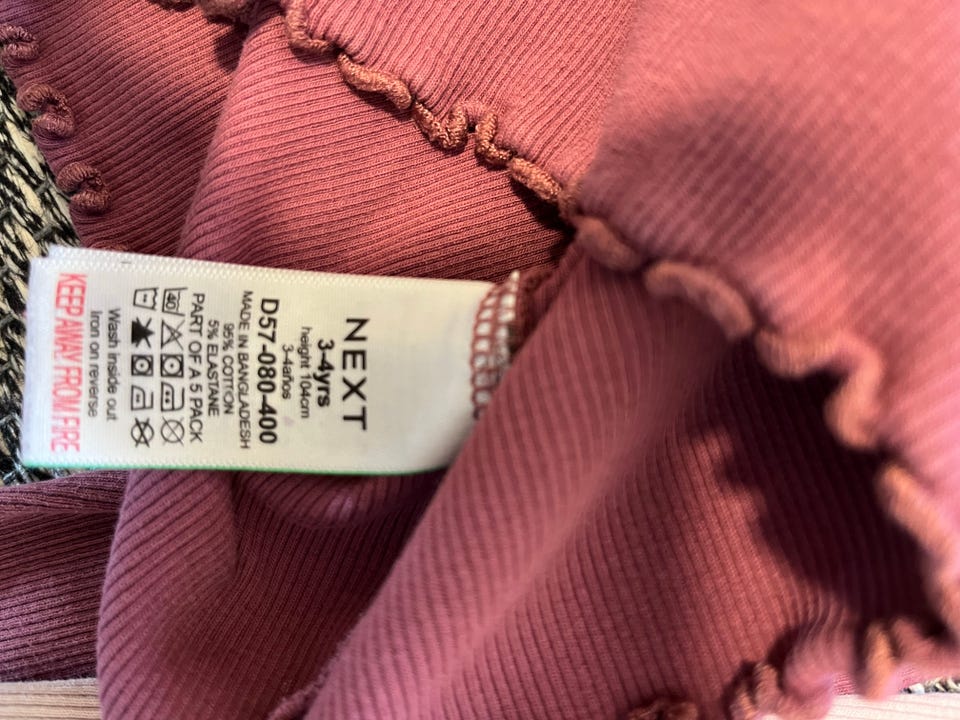 NEXT
3-4yrs
height 104cm
3-4años
D57-080-400
MADE IN BANGLADESH
95% COTTON
5% ELASTANE
PART OF A 5 PACK
40
Wash inside out
Iron on reverse
KEEP AWAY FROM FIRE